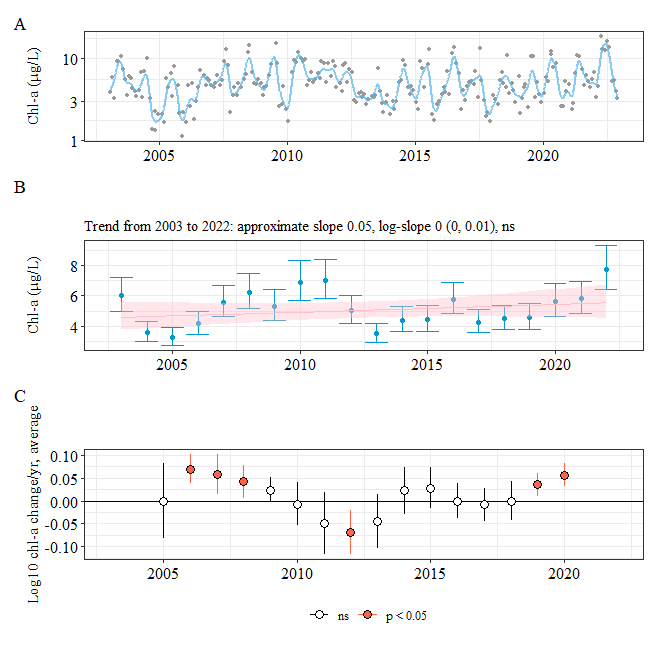 A
Chl-a (μg/L)
10
3
1
2005 2010 2015 2020
B
Trend from 2003 to 2022: approximate slope 0.05, log-slope 0 (0, 0.01), ns
Chl-a (μg/L)
8
6
4
2005 2010 2015 2020
C
Log10 chl-a change/yr, average
0.10
0.05
0.00
-0.05
-0.10
2005 2010 2015 2020
ns p < 0.05